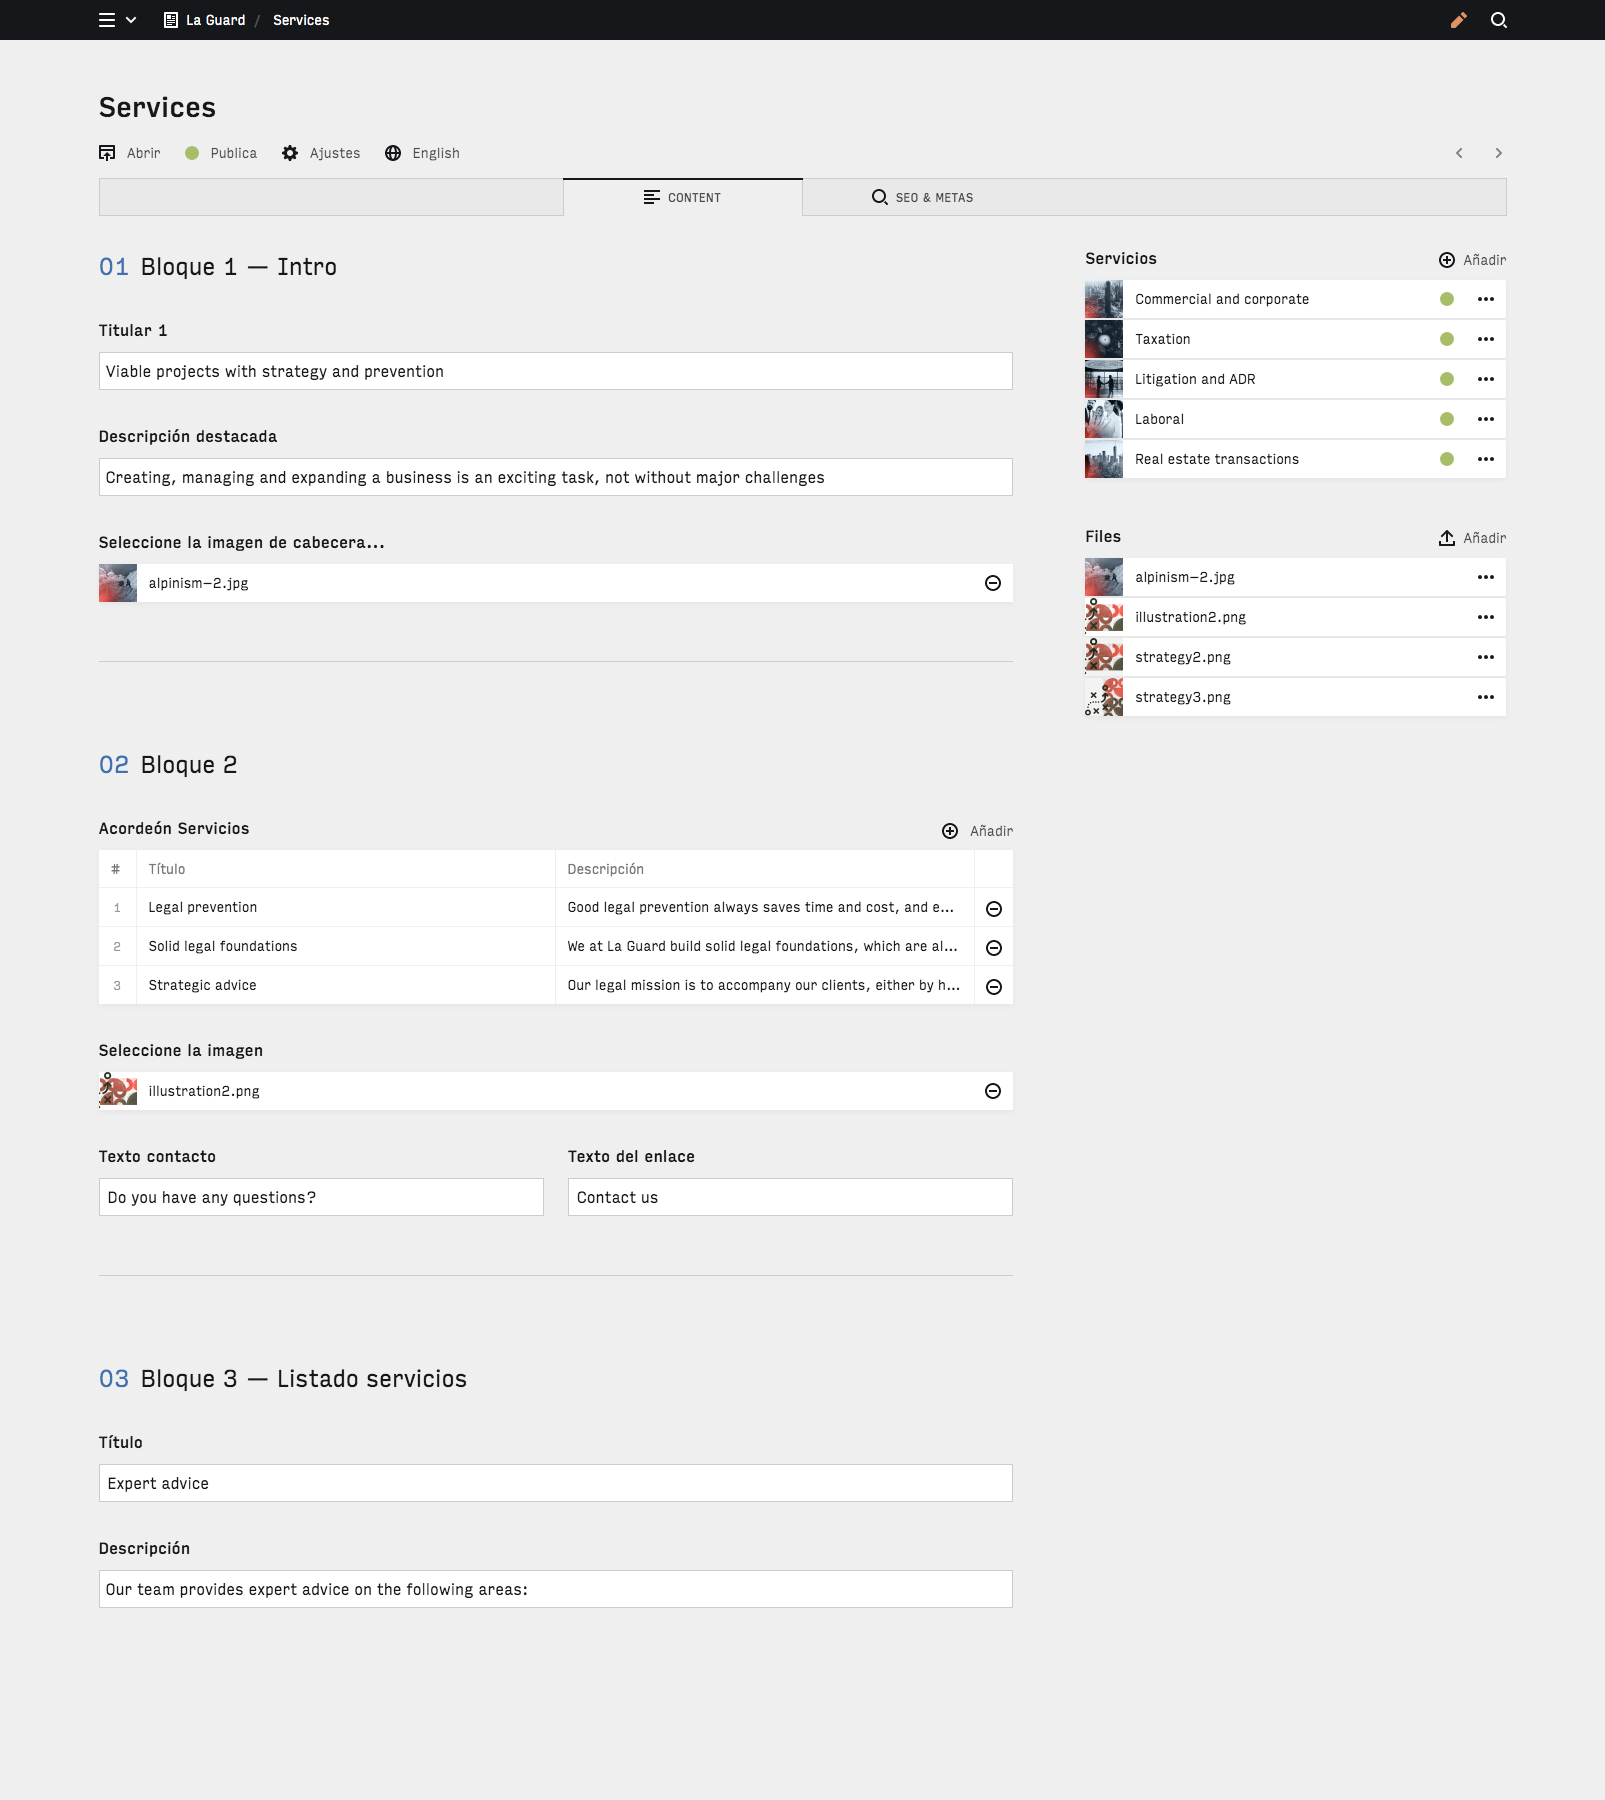 La Guard / Services
Services
Abrir Publica Ajustes English
CONTENT SEO & METAS
01 Bloque 1 — Intro
Titular 1
Viable projects with strategy and prevention
Descripción destacada
Creating, managing and expanding a business is an exciting task, not without major challenges
Seleccione la imagen de cabecera...
alpinism-2.jpg
Servicios Añadir
Commercial and corporate
Taxation
Litigation and ADR
Laboral
Real estate transactions
Files Añadir
alpinism-2.jpg
illustration2.png
strategy2.png
strategy3.png
02 Bloque 2
Acordeón Servicios Añadir
# Título Descripción
1 Legal prevention Good legal prevention always saves time and cost, and e...
2 Solid legal foundations We at La Guard build solid legal foundations, which are al...
3 Strategic advice Our legal mission is to accompany our clients, either by h...
Seleccione la imagen
illustration2.png
Texto contacto Texto del enlace
Do you have any questions? Contact us
03 Bloque 3 — Listado servicios
Título
Expert advice
Descripción
Our team provides expert advice on the following areas: